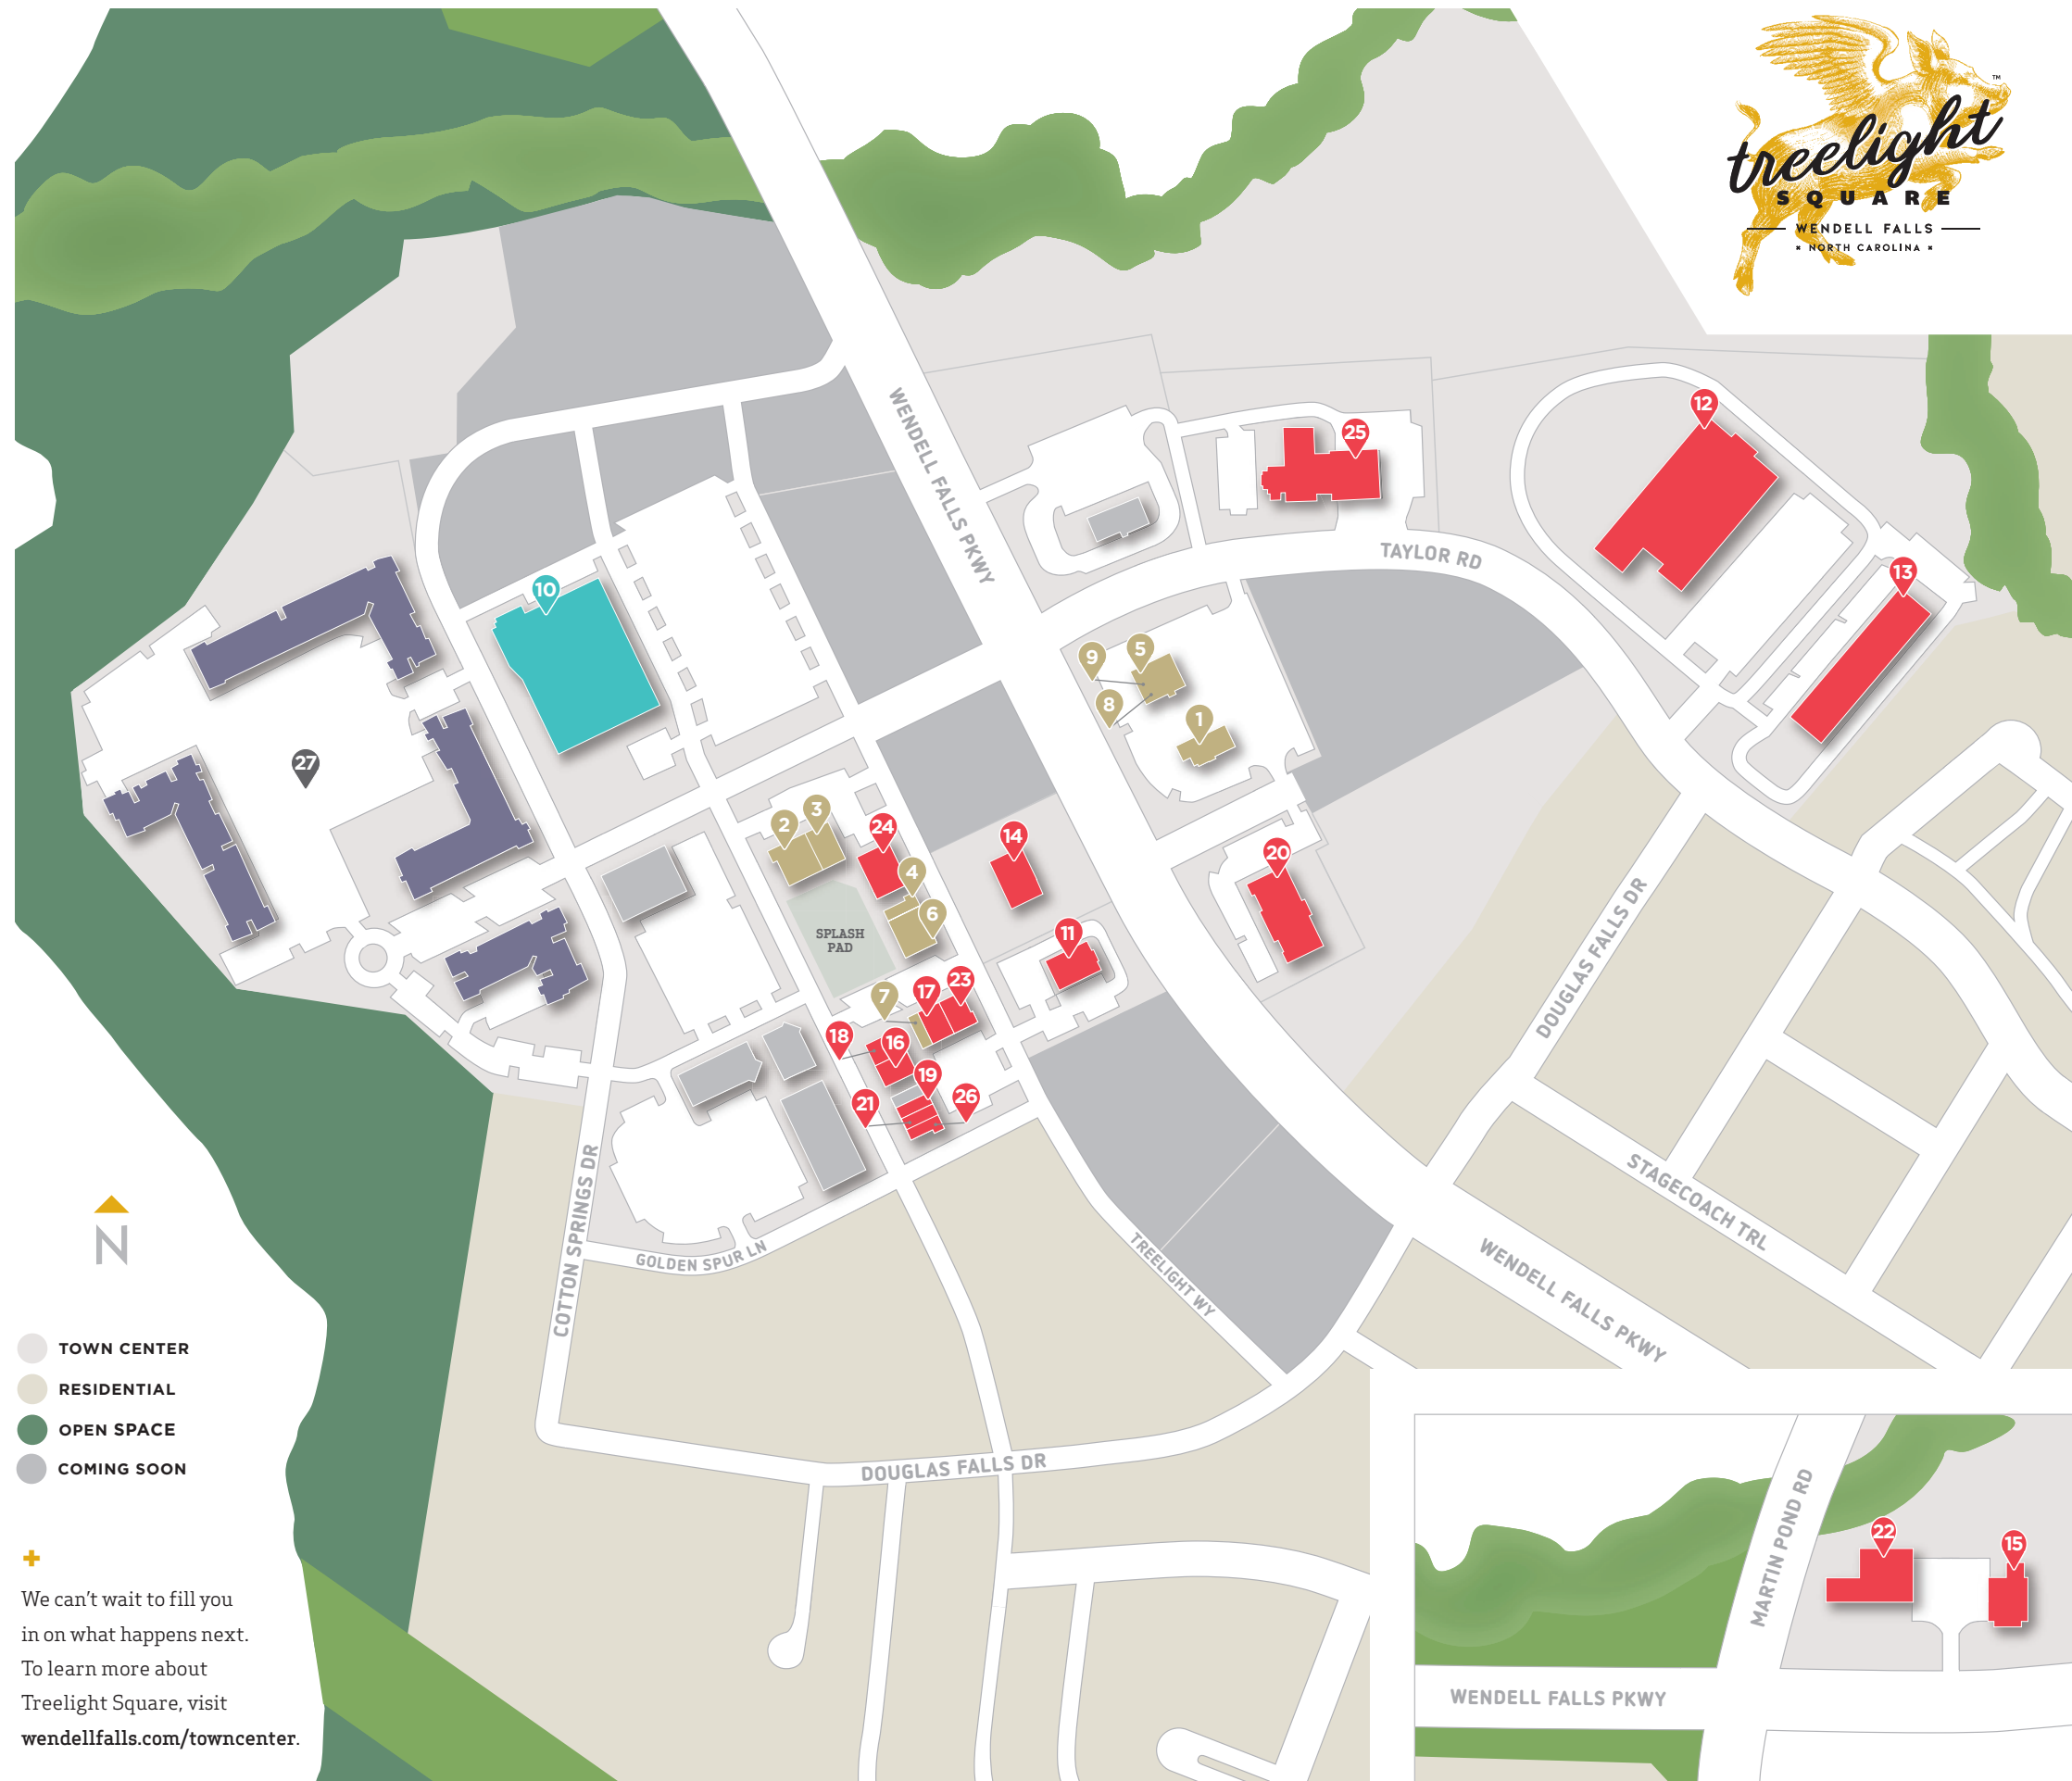 treelight
™
SQUARE
WENDELL FALLS
NORTH CAROLINA
WENDELL FALLS PKWY
TAYLOR RD
12
25
13
10
9
5
8
1
27
2
3
24
14
4
20
6
SPLASH
PAD
11
7
17
23
18
16
19
21
26
DOUGLAS FALLS DR
STAGECOACH TRL
COTTON SPRINGS DR
GOLDEN SPUR LN
TREELIGHT WY
WENDELL FALLS PKWY
DOUGLAS FALLS DR
N
TOWN CENTER
RESIDENTIAL
OPEN SPACE
COMING SOON
We can't wait to fill you
in on what happens next.
To learn more about
Treelight Square, visit
wendellfalls.com/towncenter.
MARTIN POND RD
22
15
WENDELL FALLS PKWY